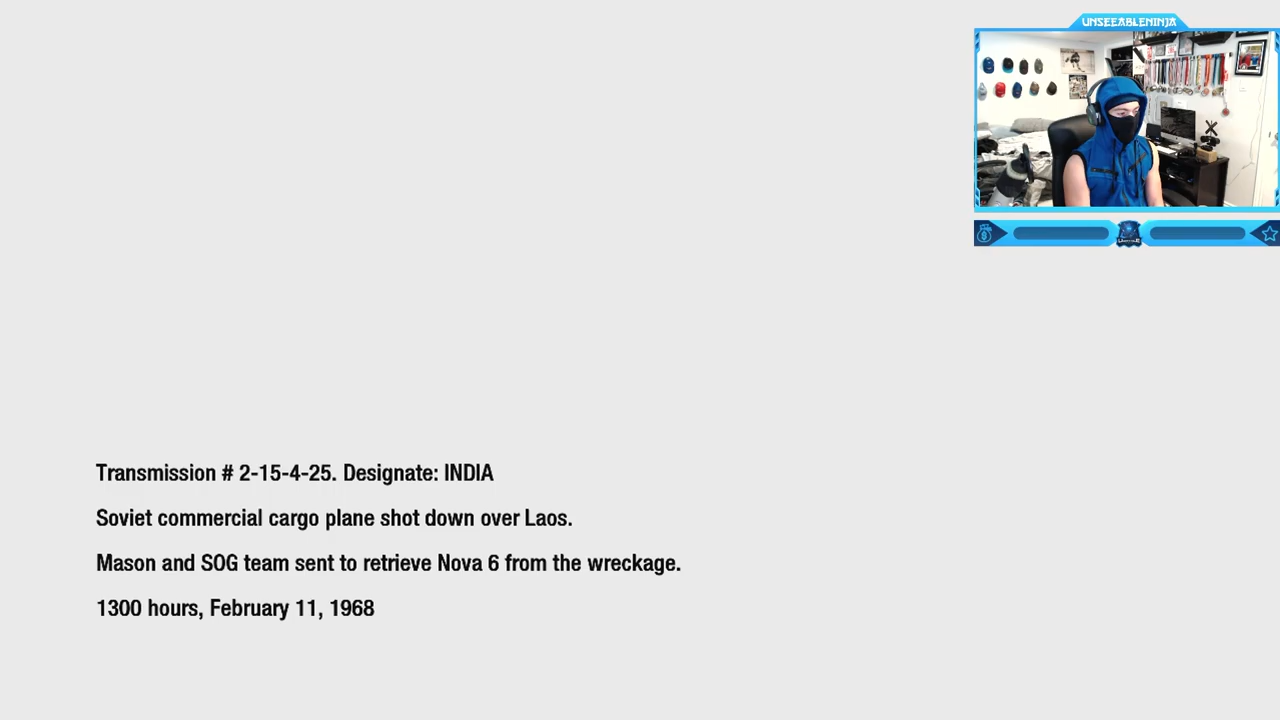 UNSEEABLENINJA
Transmission # 2-15-4-25. Designate: INDIA
Soviet commercial cargo plane shot down over Laos.
Mason and SOG team sent to retrieve Nova 6 from the wreckage.
1300 hours, February 11, 1968